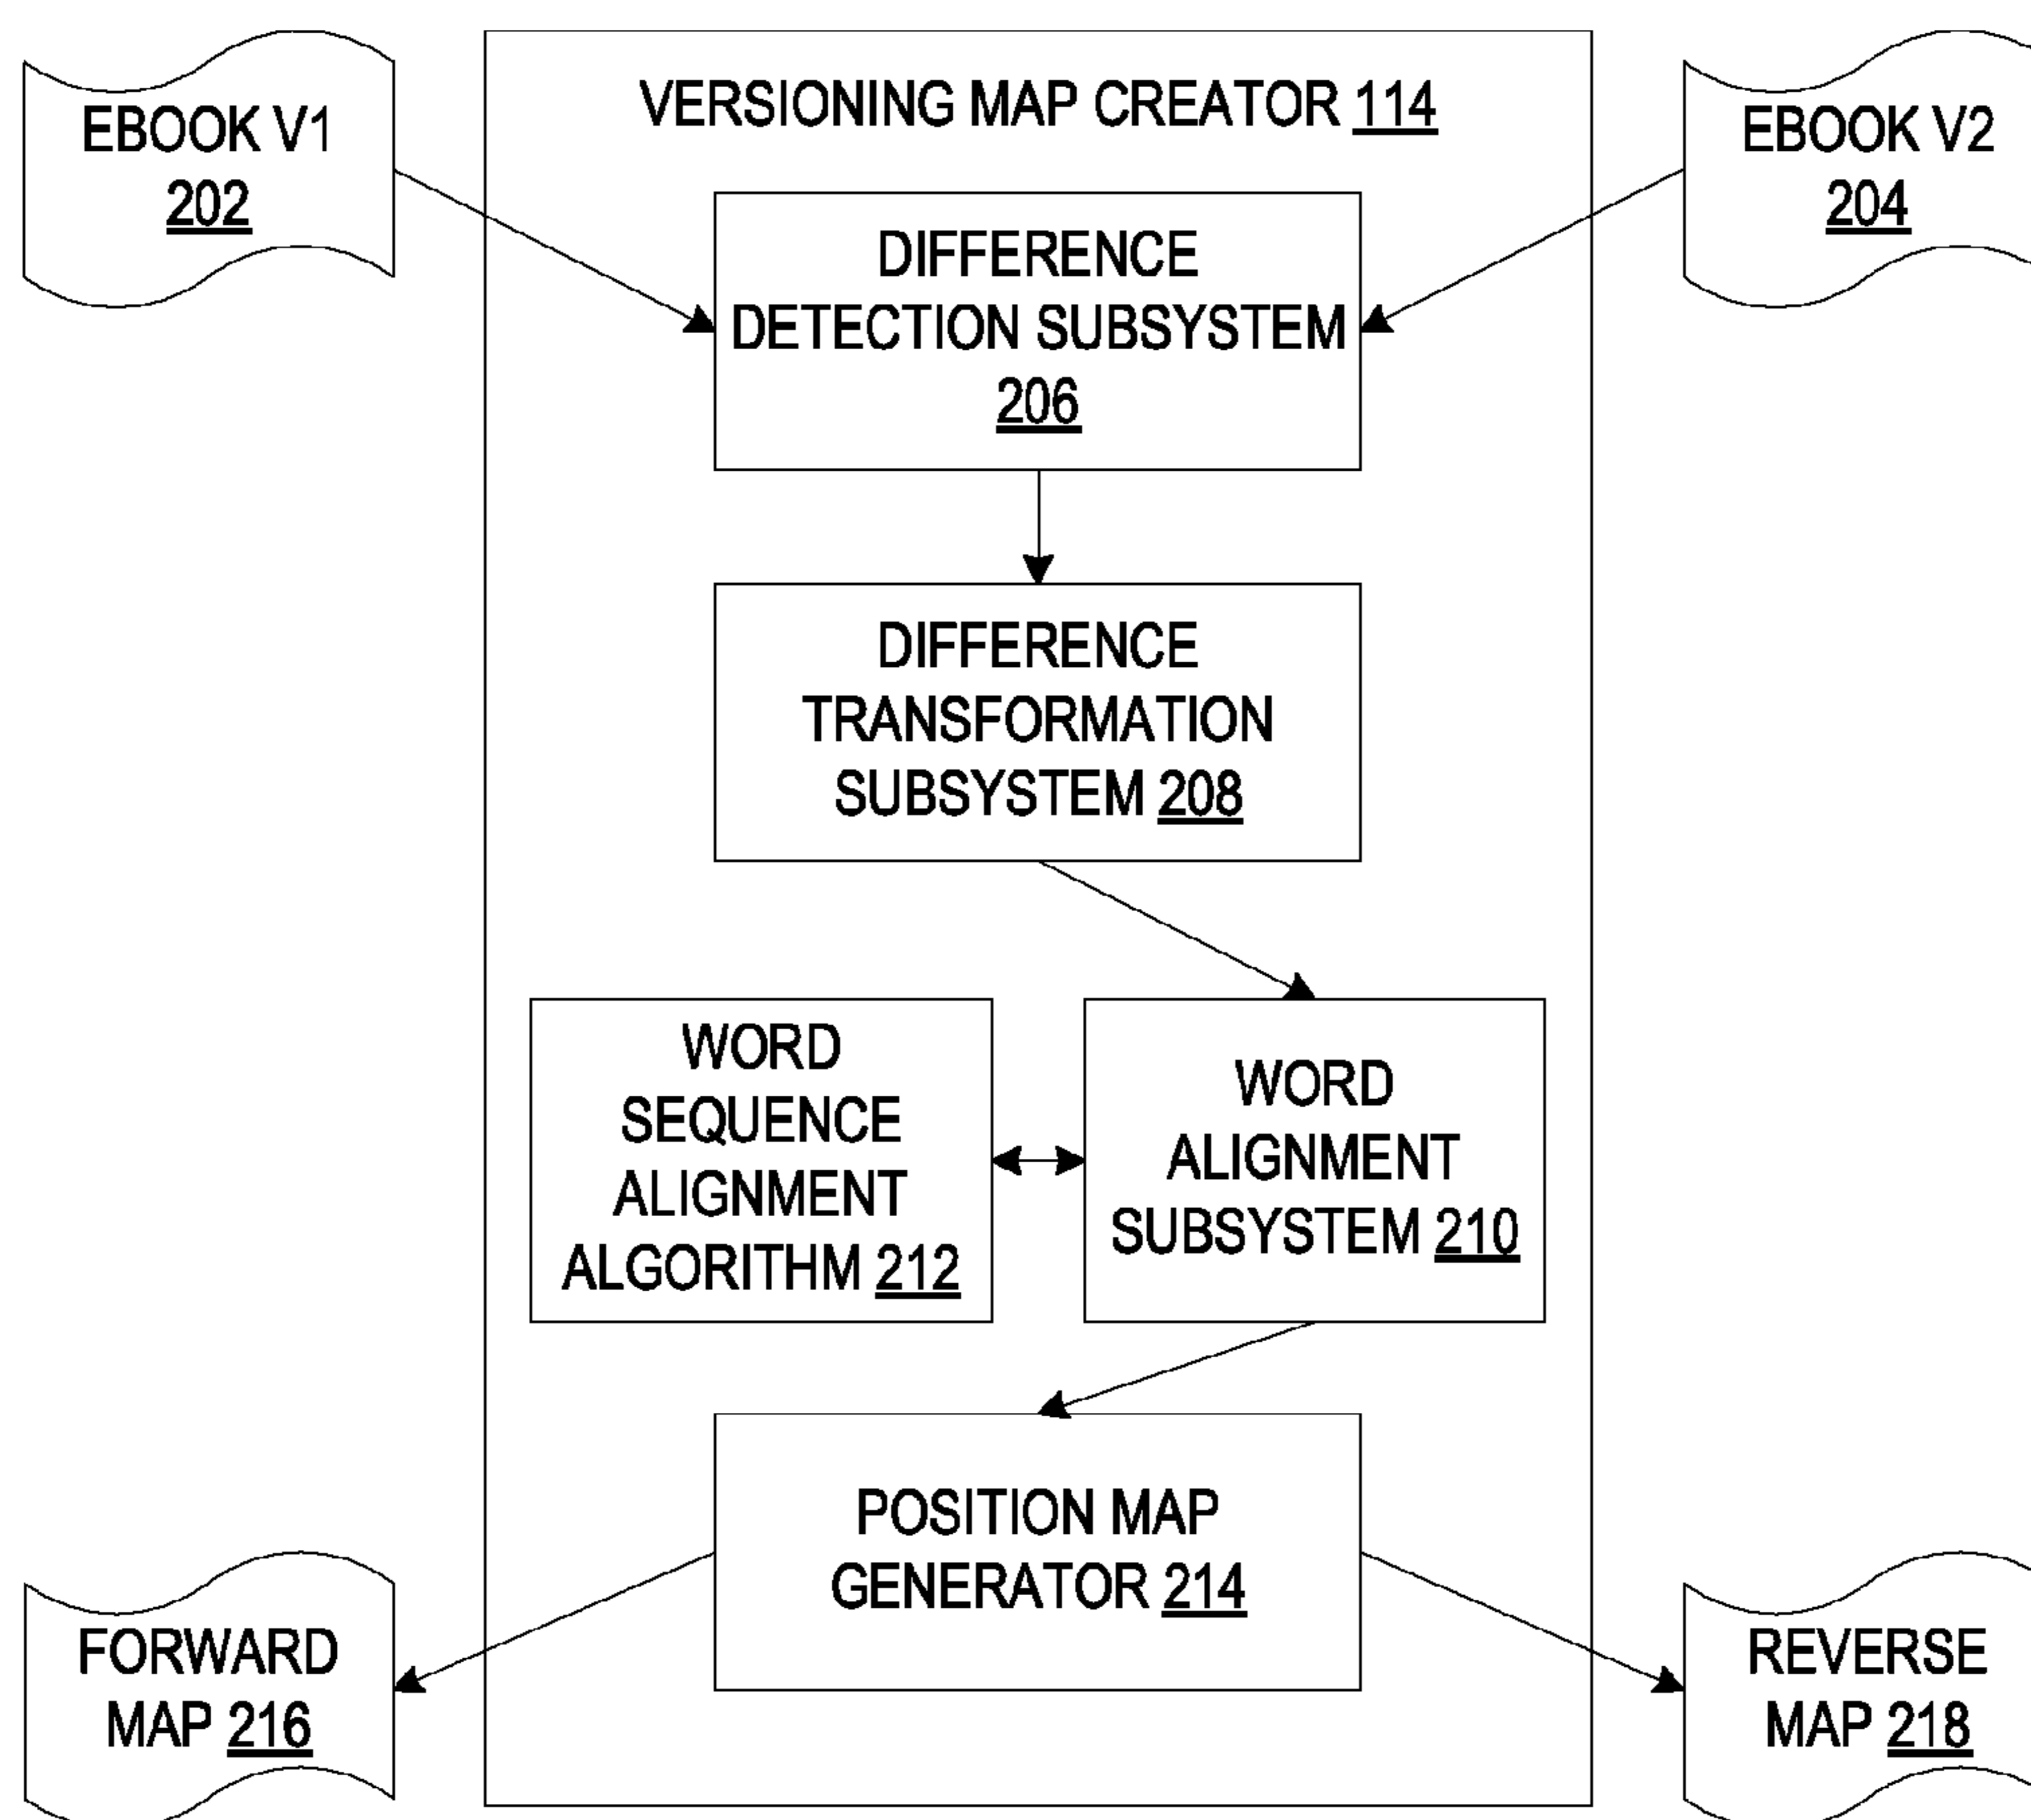 EBOOK V1
202
VERSIONING MAP CREATOR 114
EBOOK V2
204
DIFFERENCE
DETECTION SUBSYSTEM
206
DIFFERENCE
TRANSFORMATION
SUBSYSTEM 208
WORD
SEQUENCE
ALIGNMENT
ALGORITHM 212
WORD
ALIGNMENT
SUBSYSTEM 210
POSITION MAP
GENERATOR 214
FORWARD
MAP 216
REVERSE
MAP 218